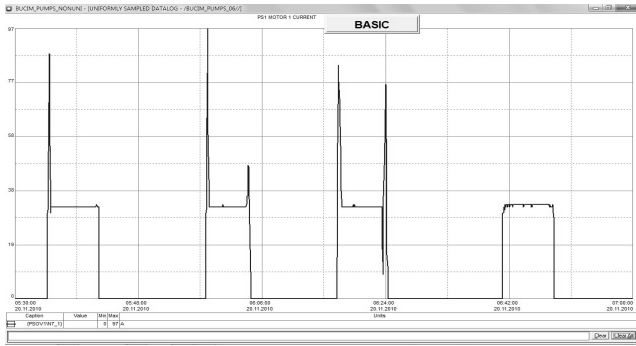 BUCIM_PUMPS_NONUNI - [UNIFORMLY SAMPLED DATALOG - /BUCIM_PUMPS_06//]
PS1 MOTOR 1 CURRENT
BASIC
97
77
58
38
19
0
05:30:00 05:48:00 06:06:00 06:24:00 06:42:00 07:00:00
20.11.2010 20.11.2010 20.11.2010 20.11.2010 20.11.2010 20.11.2010
Caption Value Min Max Units
0 97 A
Clear Clear All